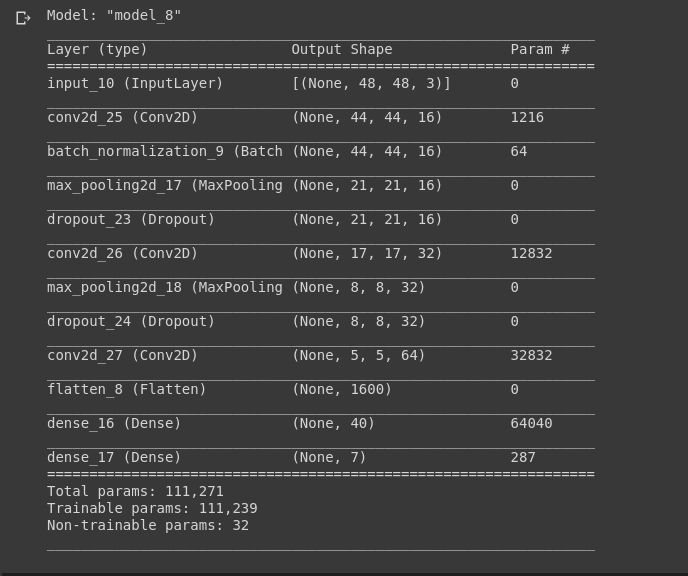 Model: "model_8"
Layer (type) Output Shape Param #
input_10 (InputLayer) [(None, 48, 48, 3)] 0
conv2d_25 (Conv2D) (None, 44, 44, 16) 1216
batch_normalization_9 (Batch (None, 44, 44, 16) 64
max_pooling2d_17 (MaxPooling (None, 21, 21, 16) 0
dropout_23 (Dropout) (None, 21, 21, 16) 0
conv2d_26 (Conv2D) (None, 17, 17, 32) 12832
max_pooling2d_18 (MaxPooling (None, 8, 8, 32) 0
dropout_24 (Dropout) (None, 8, 8, 32) 0
conv2d_27 (Conv2D) (None, 5, 5, 64) 32832
flatten_8 (Flatten) (None, 1600) 0
dense_16 (Dense) (None, 40) 64040
dense_17 (Dense) (None, 7) 287
Total params: 111,271
Trainable params: 111,239
Non-trainable params: 32